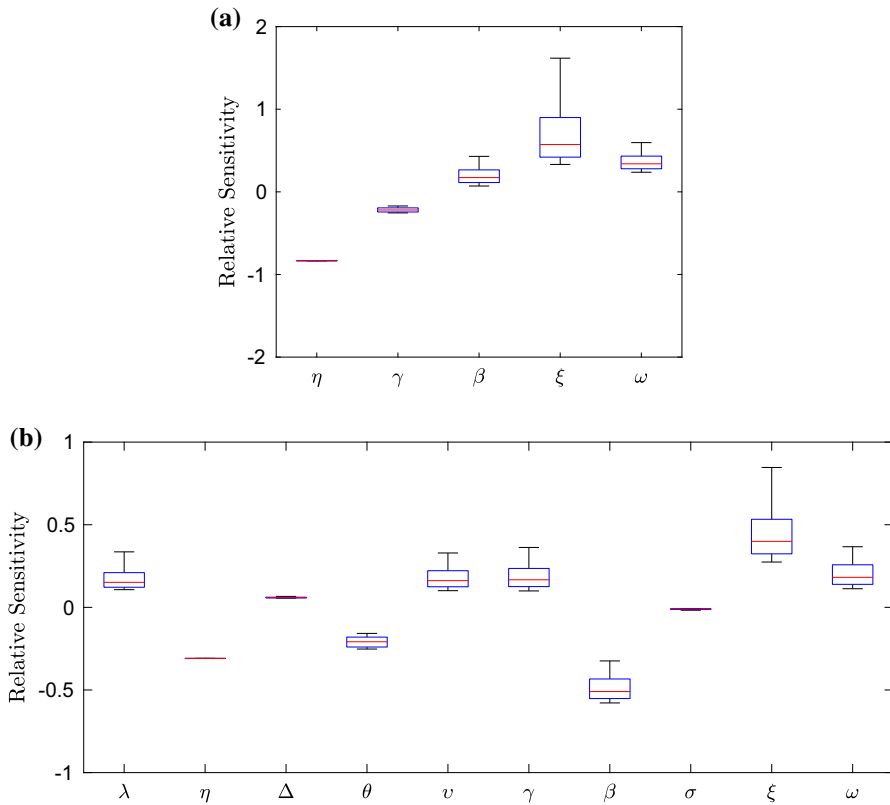 (a)
2
1
0
-1
-2
Relative Sensitivity
η γ β ξ ω
(b)
1
0.5
0
-0.5
-1
Relative Sensitivity
λ η Δ θ υ γ β σ ξ ω